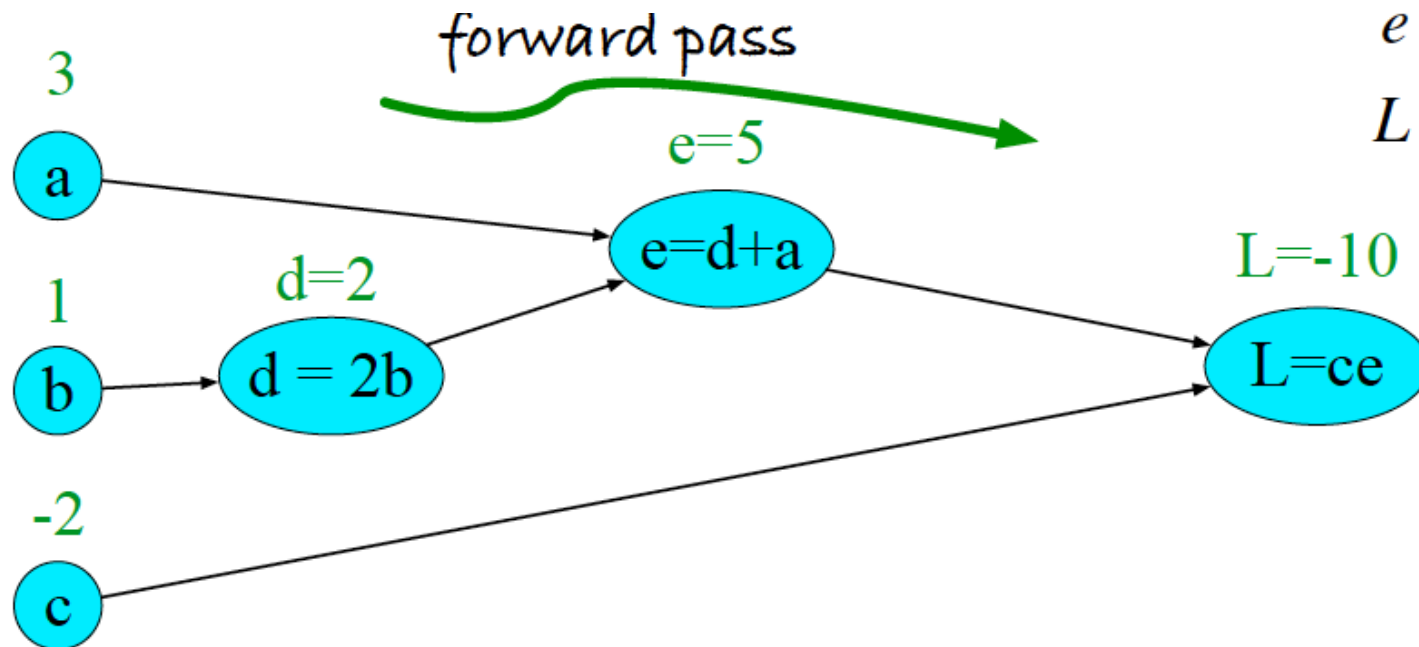 forward pass
e
L
3
a
e=5
e=d+a
L=-10
L=ce
1
b
d=2
d = 2b
-2
c